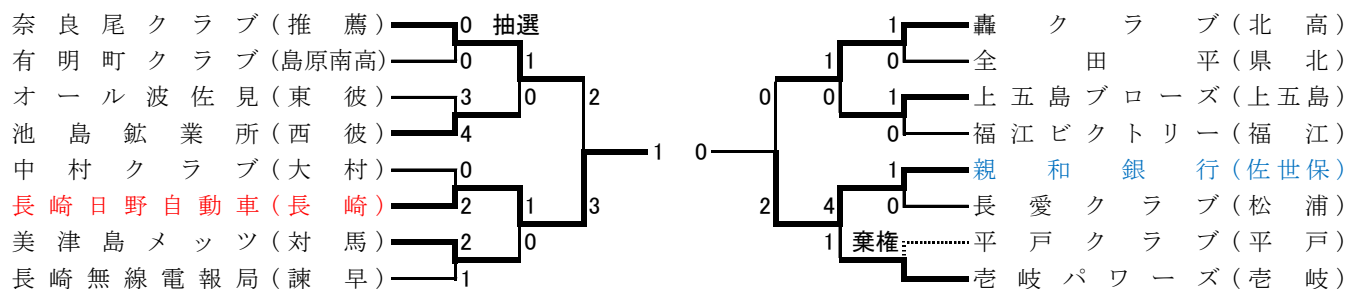 奈良尾クラブ(推薦) 0 抽選 1 轟クラブ(北高)
有明町クラブ(島原南高) 0 1 1 0 全田平(県北)
オール波佐見(東彼) 3 0 2 0 0 1 上五島ブローズ(上五島)
池島鉱業所(西彼) 4 0 福江ビクトリー(福江)
1 0
中村クラブ(大村) 0 1 親和銀行(佐世保)
長崎日野自動車(長崎) 2 1 3 2 4 0 長愛クラブ(松浦)
美津島メッツ(対馬) 2 0 1 棄権 平戸クラブ(平戸)
長崎無線電報局(諫早) 1 壱岐パワーズ(壱岐)